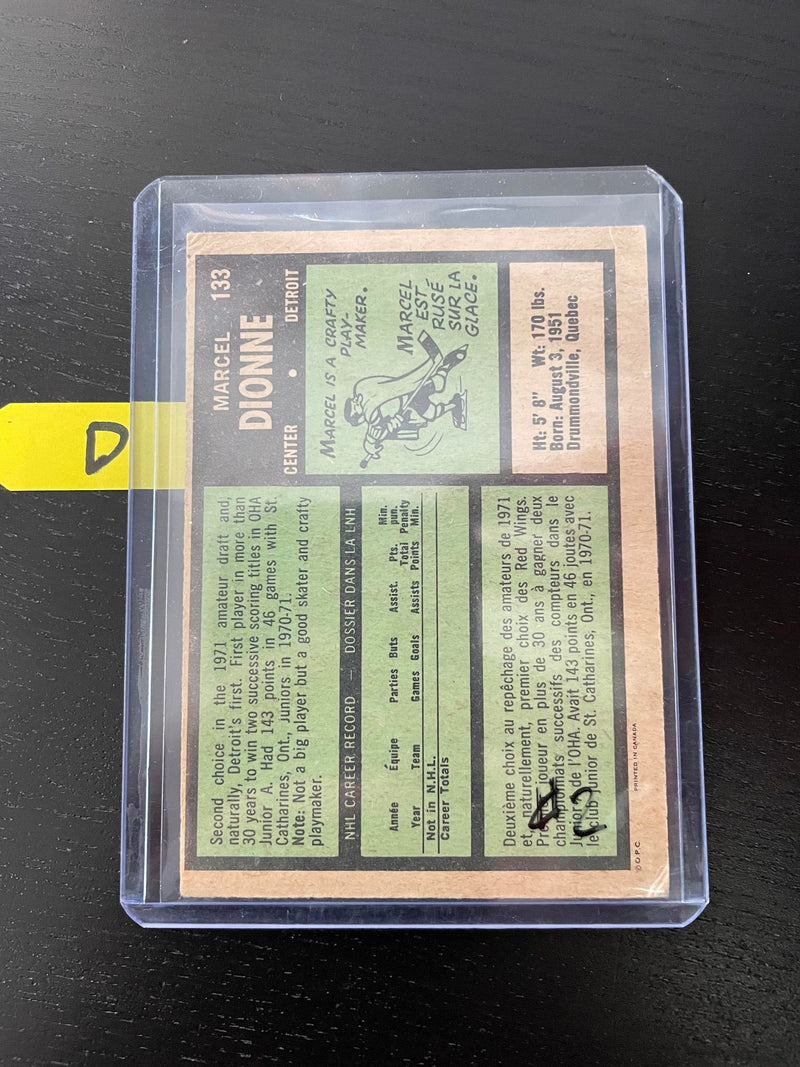 MARCEL 133
DIONNE
CENTER • DETROIT
MARCEL IS A CRAFTY
PLAY-
MAKER.
MARCEL
EST
RUSÉ
SUR LA
GLACE.
Ht: 5' 8" Wt: 170 lbs.
Born: August 3, 1951
Drummondville, Quebec
Second choice in the 1971 amateur draft and,
naturally, Detroit's first. First player in more than
30 years to win two successive scoring titles in OHA
Junior A. Had 143 points in 46 games with St.
Catharines, Ont., Juniors in 1970-71.
Note: Not a big player but a good skater and crafty
playmaker.
NHL CAREER RECORD — DOSSIER DANS LA LNH
Année Équipe Parties Buts Assist. Pts. Min. pun.
Year Team Games Goals Assists Total Points Penalty Min.
Not in N.H.L.
Career Totals
Deuxième choix au repêchage des amateurs de 1971
et, naturellement, premier choix des Red Wings.
joueur en plus de 30 ans à gagner deux
championnats successifs des compteurs dans le
Junior de l'OHA. Avait 143 points en 46 joutes avec
le club junior de St. Catharines, Ont., en 1970-71.
© O.P.C. PRINTED IN CANADA
D